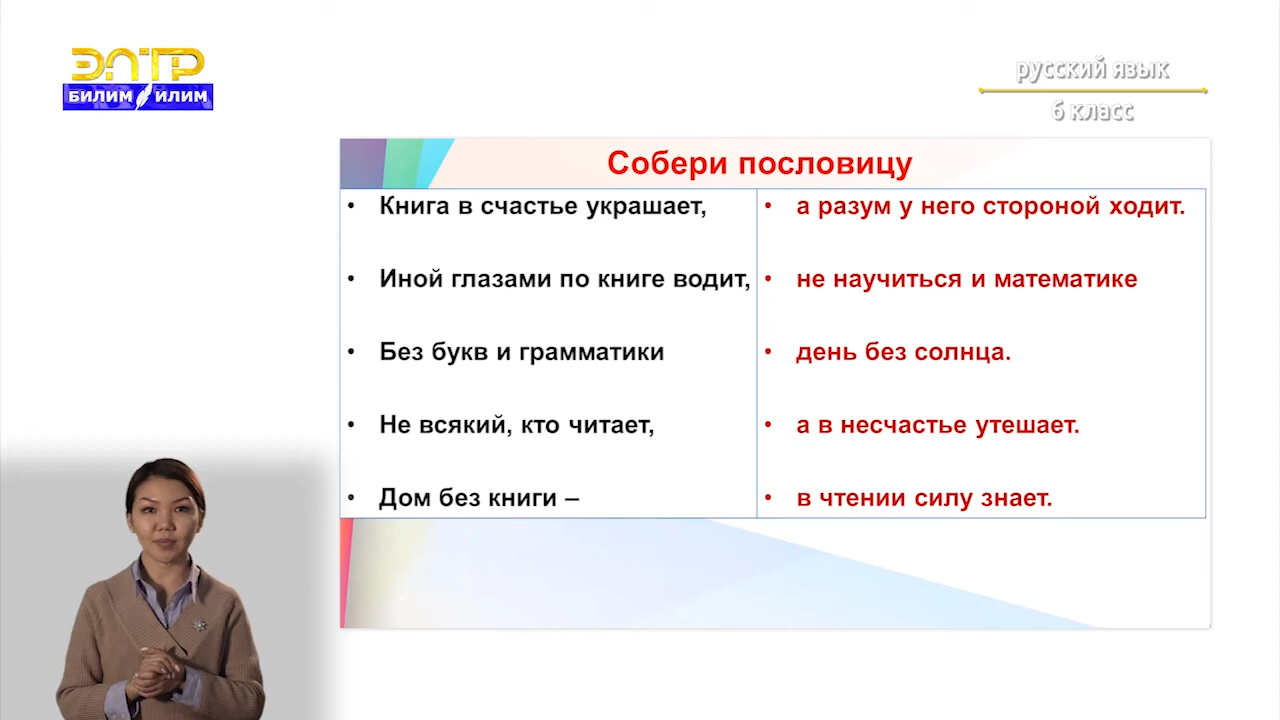 ЭЛТР
БИЛИМ ИЛИМ
русский язык
6 класс
Собери пословицу
• Книга в счастье украшает,
• а разум у него стороной ходит.
• Иной глазами по книге водит,
• не научиться и математике
• Без букв и грамматики
• день без солнца.
• Не всякий, кто читает,
• а в несчастье утешает.
• Дом без книги –
• в чтении силу знает.